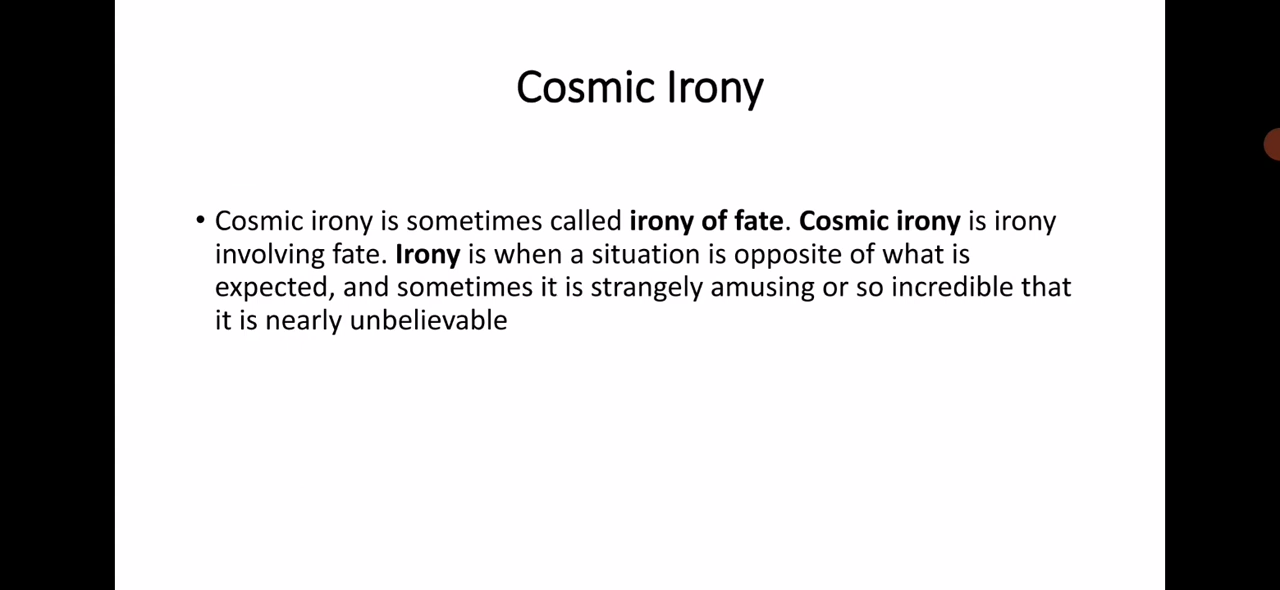 Cosmic Irony
• Cosmic irony is sometimes called irony of fate. Cosmic irony is irony
involving fate. Irony is when a situation is opposite of what is
expected, and sometimes it is strangely amusing or so incredible that
it is nearly unbelievable